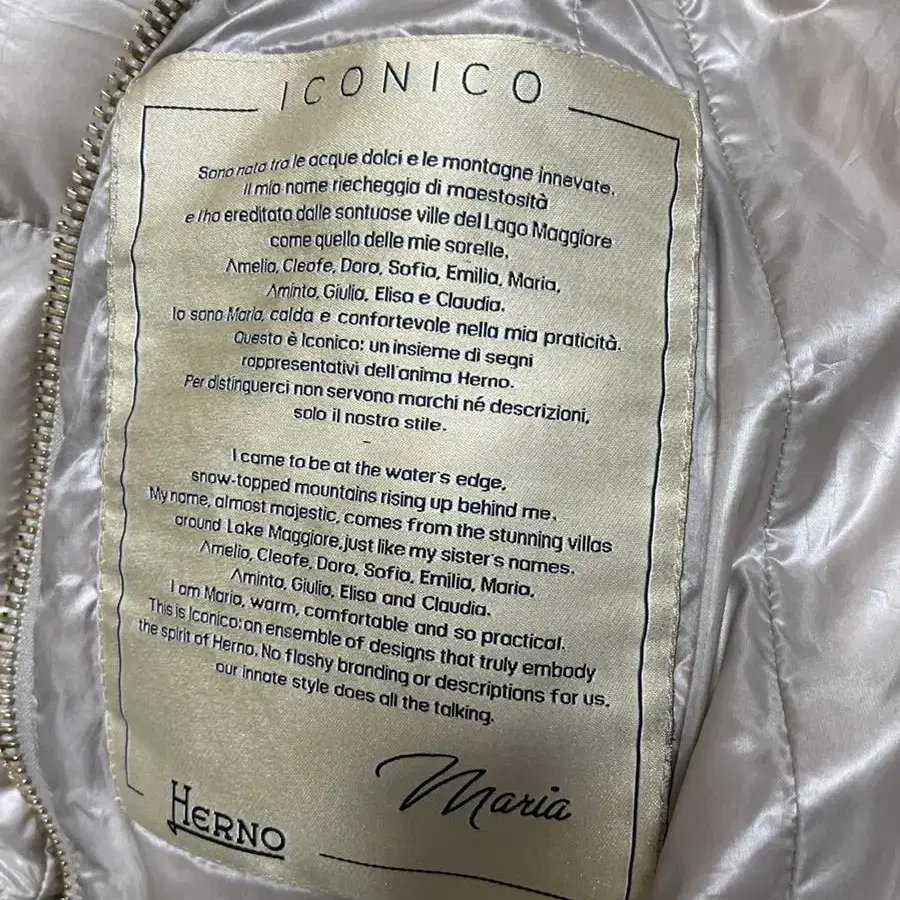 ICONICO
Sono nata tra le acque dolci e le montagne innevate.
Il mio nome riecheggia di maestosità
e l'ho ereditato dalle sontuose ville del Lago Maggiore
come quello delle mie sorelle.
Amelia, Cleofe, Dora, Sofia, Emilia, Maria,
Aminta, Giulia, Elisa e Claudia.
Io sono Maria, calda e confortevole nella mia praticità.
Questo è Iconico: un insieme di segni
rappresentativi dell'anima Herno.
Per distinguerci non servono marchi né descrizioni,
solo il nostro stile.
–
I came to be at the water's edge,
snow-topped mountains rising up behind me.
My name, almost majestic, comes from the stunning villas
around Lake Maggiore, just like my sister's names.
Amelia, Cleofe, Dora, Sofia, Emilia, Maria,
Aminta, Giulia, Elisa and Claudia.
I am Maria, warm, comfortable and so practical.
This is Iconico: an ensemble of designs that truly embody
the spirit of Herno. No flashy branding or descriptions for us.
our innate style does all the talking.
Maria
HERNO